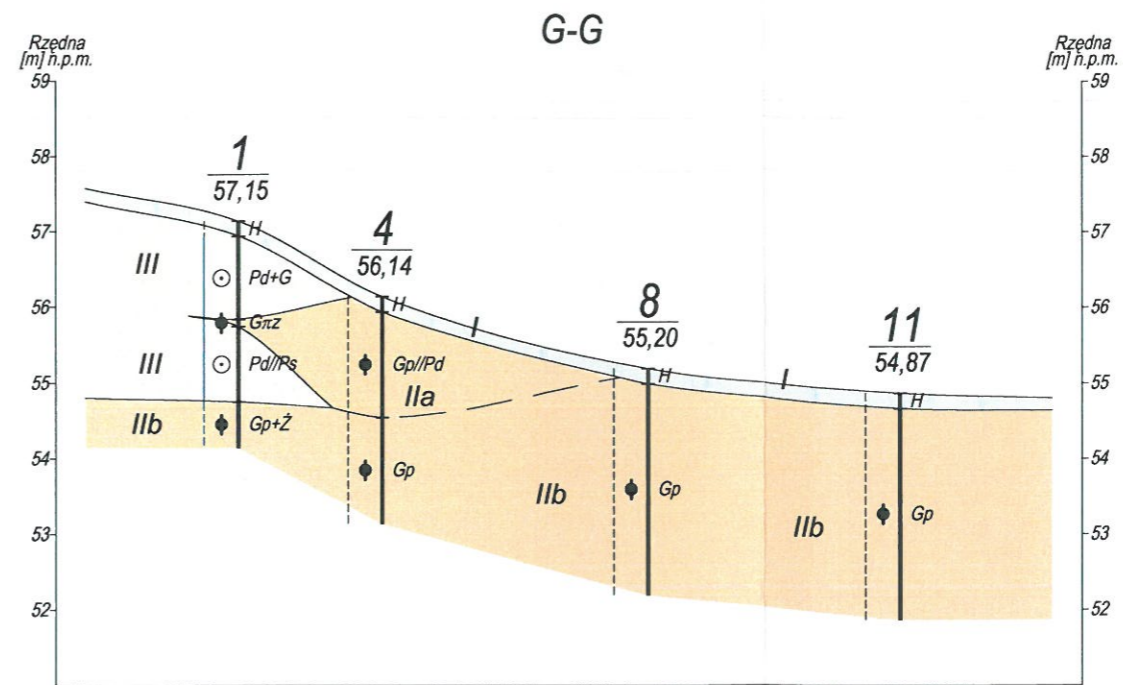 G-G
Rzędna
[m] n.p.m.
Rzędna
[m] n.p.m.
59
59
58
58
57
57
56
56
55
55
54
54
53
53
52
52
1
57,15
4
56,14
8
55,20
11
54,87
H
H
H
H
I
I
III
Pd+G
Gπz
III
Pd//Ps
IIb
Gp+Ż
Gp//Pd
IIa
Gp
IIb
Gp
IIb
Gp